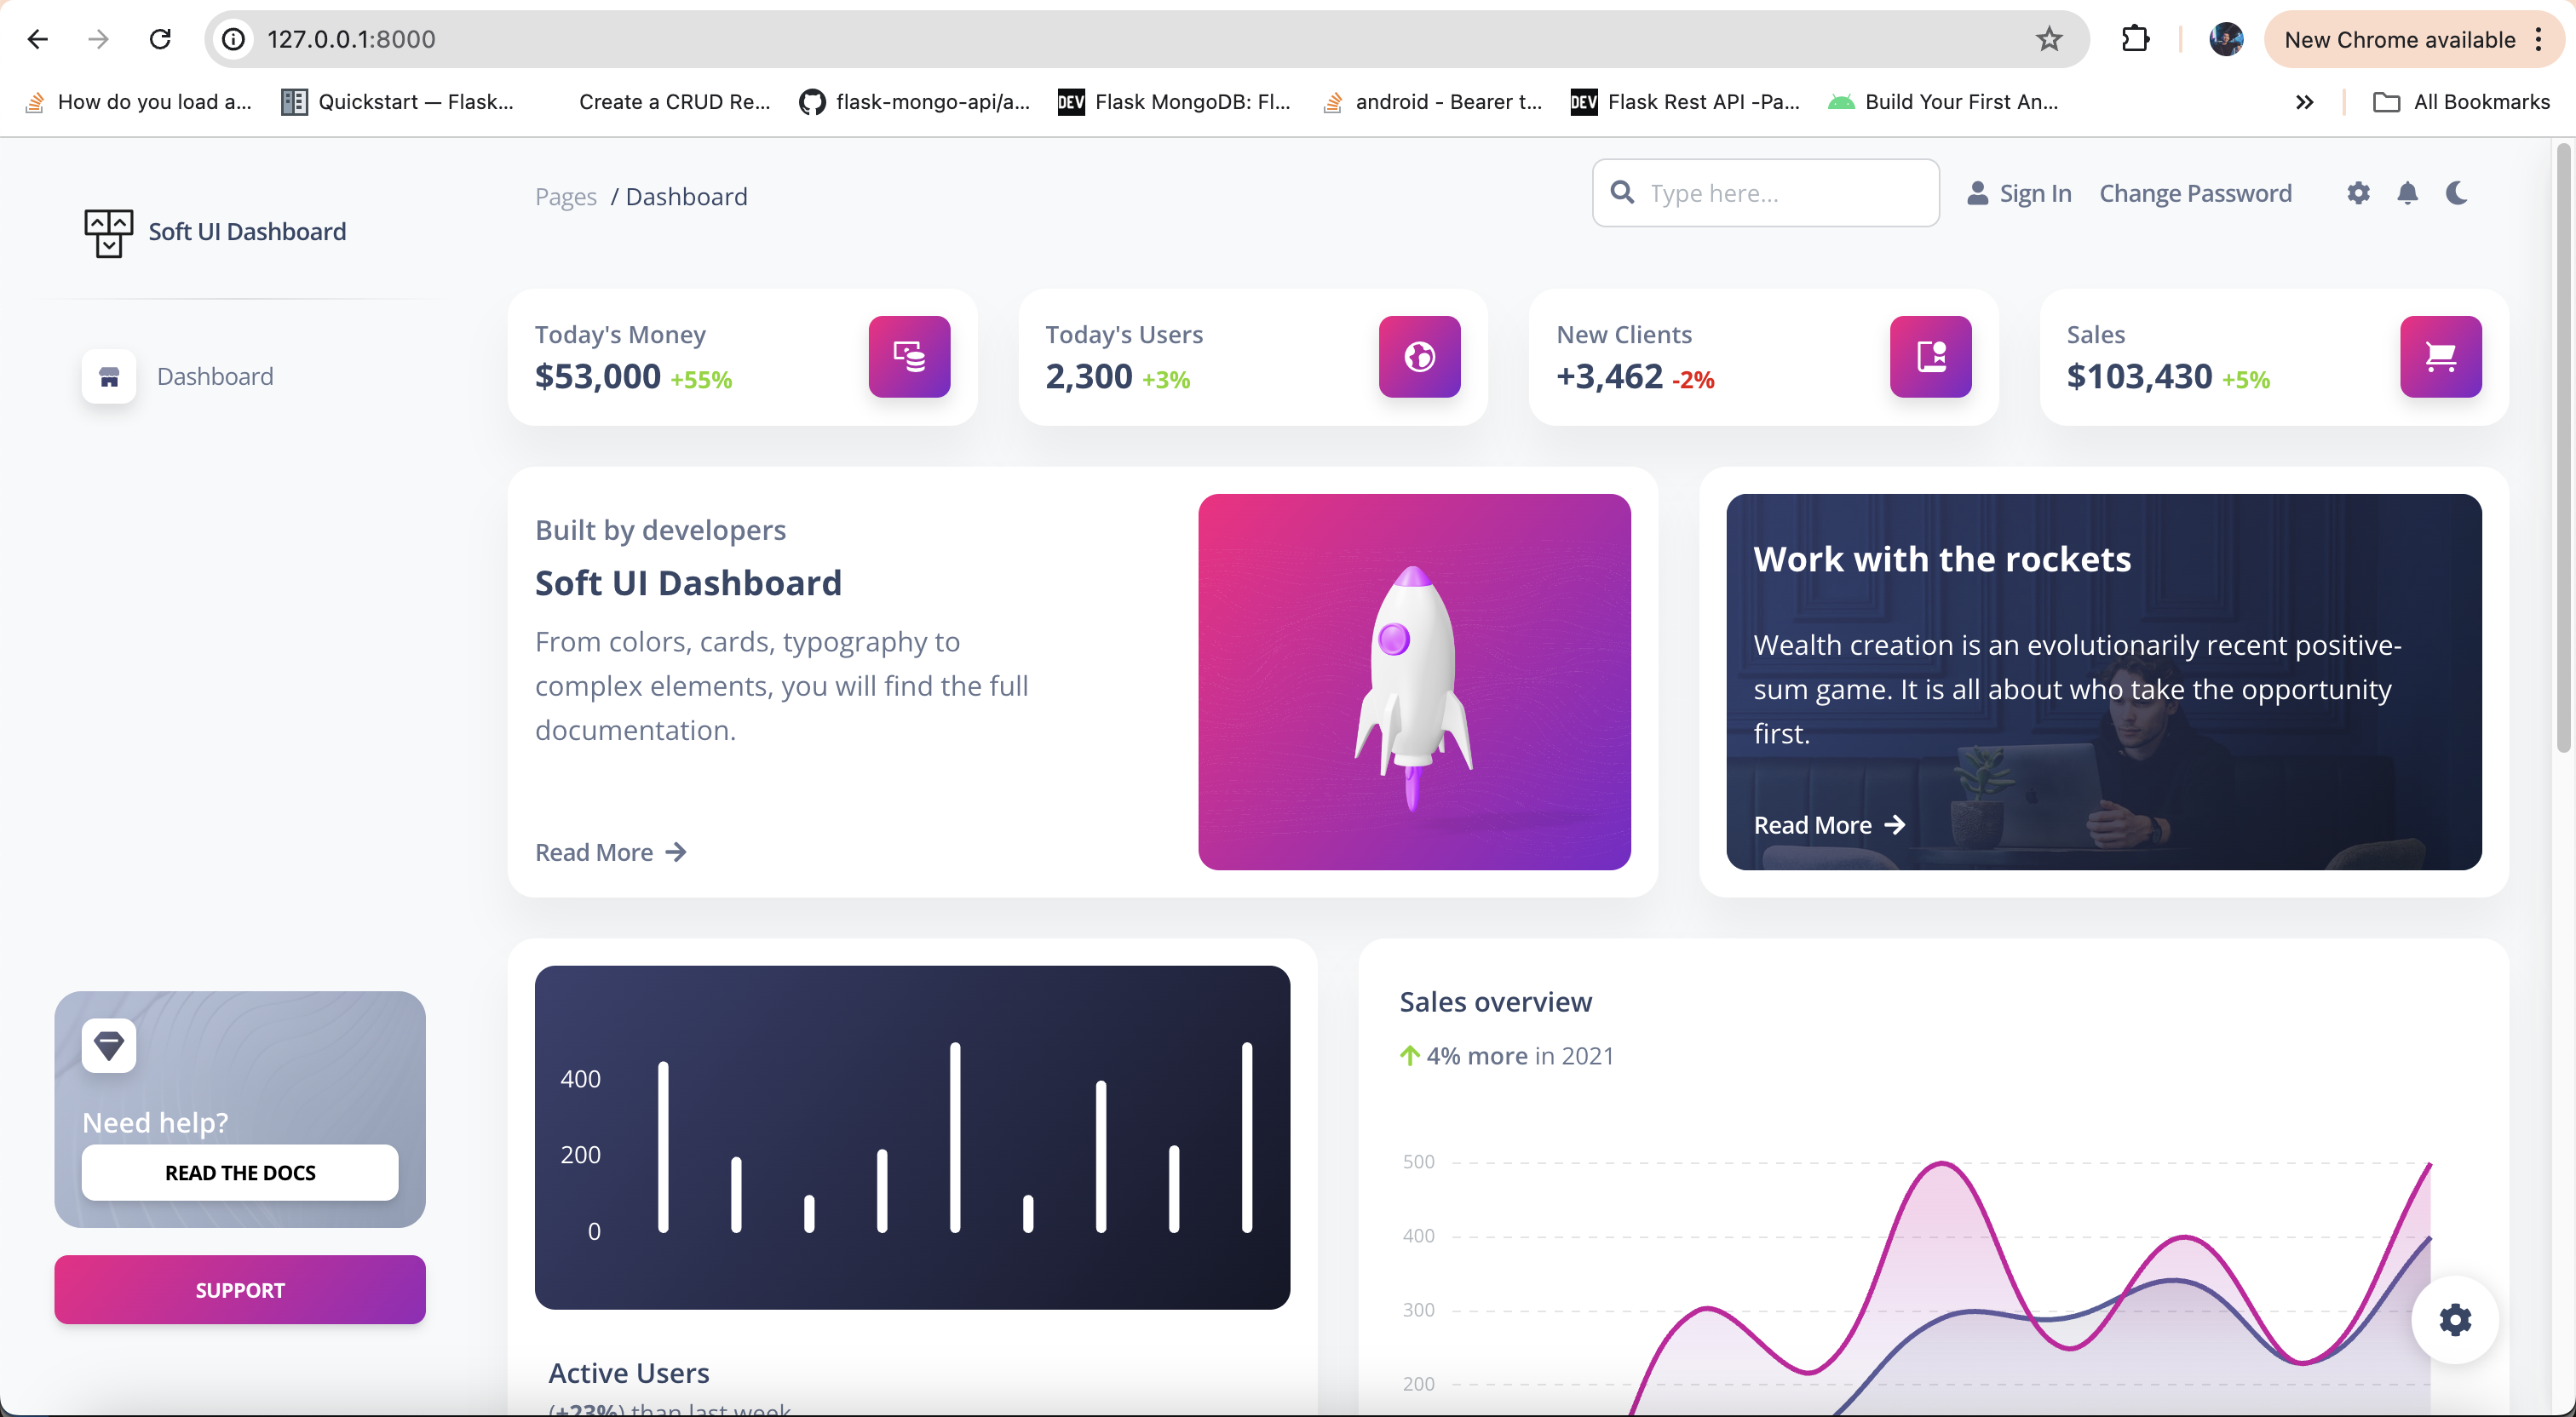 127.0.0.1:8000
New Chrome available
How do you load a...
Quickstart — Flask...
Create a CRUD Re...
flask-mongo-api/a...
DEV Flask MongoDB: Fl...
android - Bearer t...
DEV Flask Rest API -Pa...
Build Your First An...
All Bookmarks
Soft UI Dashboard
Pages / Dashboard
Type here...
Sign In
Change Password
Dashboard
Today's Money
$53,000 +55%
Today's Users
2,300 +3%
New Clients
+3,462 -2%
Sales
$103,430 +5%
Built by developers
Soft UI Dashboard
From colors, cards, typography to
complex elements, you will find the full
documentation.
Read More
Work with the rockets
Wealth creation is an evolutionarily recent positive-
sum game. It is all about who take the opportunity
first.
Read More
Need help?
READ THE DOCS
SUPPORT
400
200
0
Active Users
(+23%) than last week
Sales overview
4% more in 2021
500
400
300
200